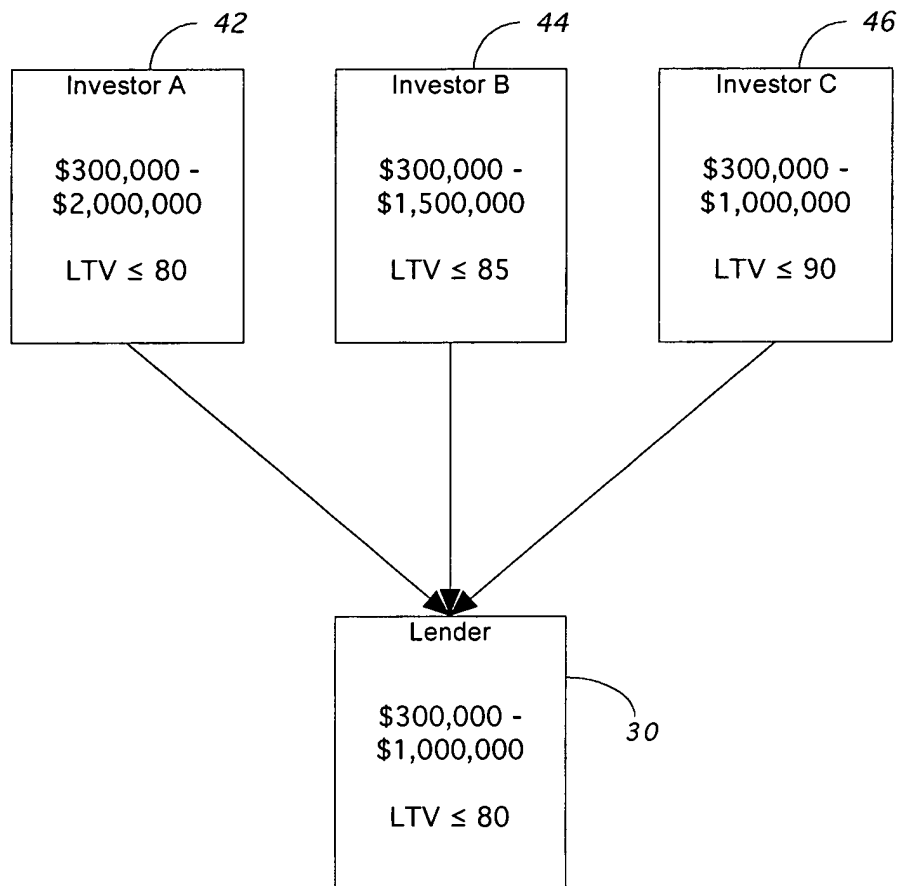 42
44
46
Investor A
$300,000 -
$2,000,000
LTV ≤ 80
Investor B
$300,000 -
$1,500,000
LTV ≤ 85
Investor C
$300,000 -
$1,000,000
LTV ≤ 90
Lender
$300,000 -
$1,000,000
LTV ≤ 80
30